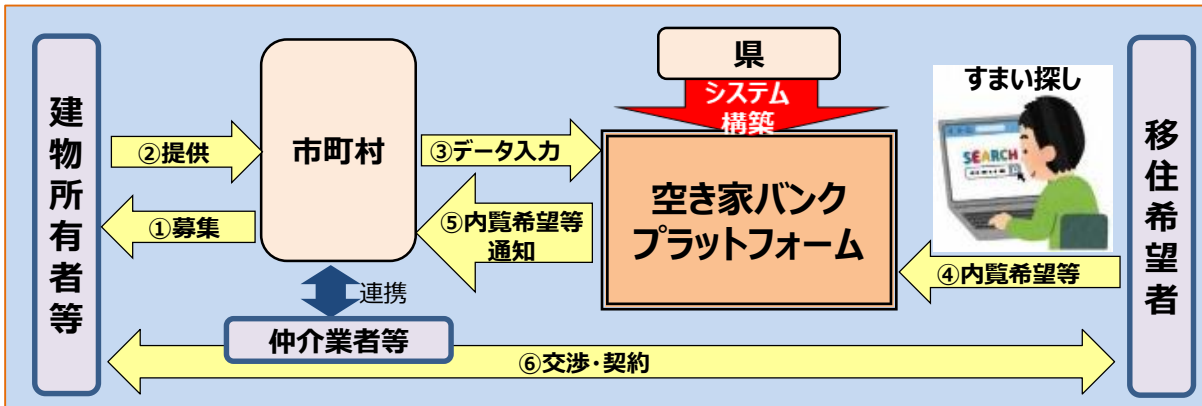 建物所有者等
②提供
①募集
市町村
連携
仲介業者等
③データ入力
⑤内覧希望等
通知
県
システム
構築
空き家バンク
プラットフォーム
すまい探し
SEARCH
④内覧希望等
移住希望者
⑥交渉・契約